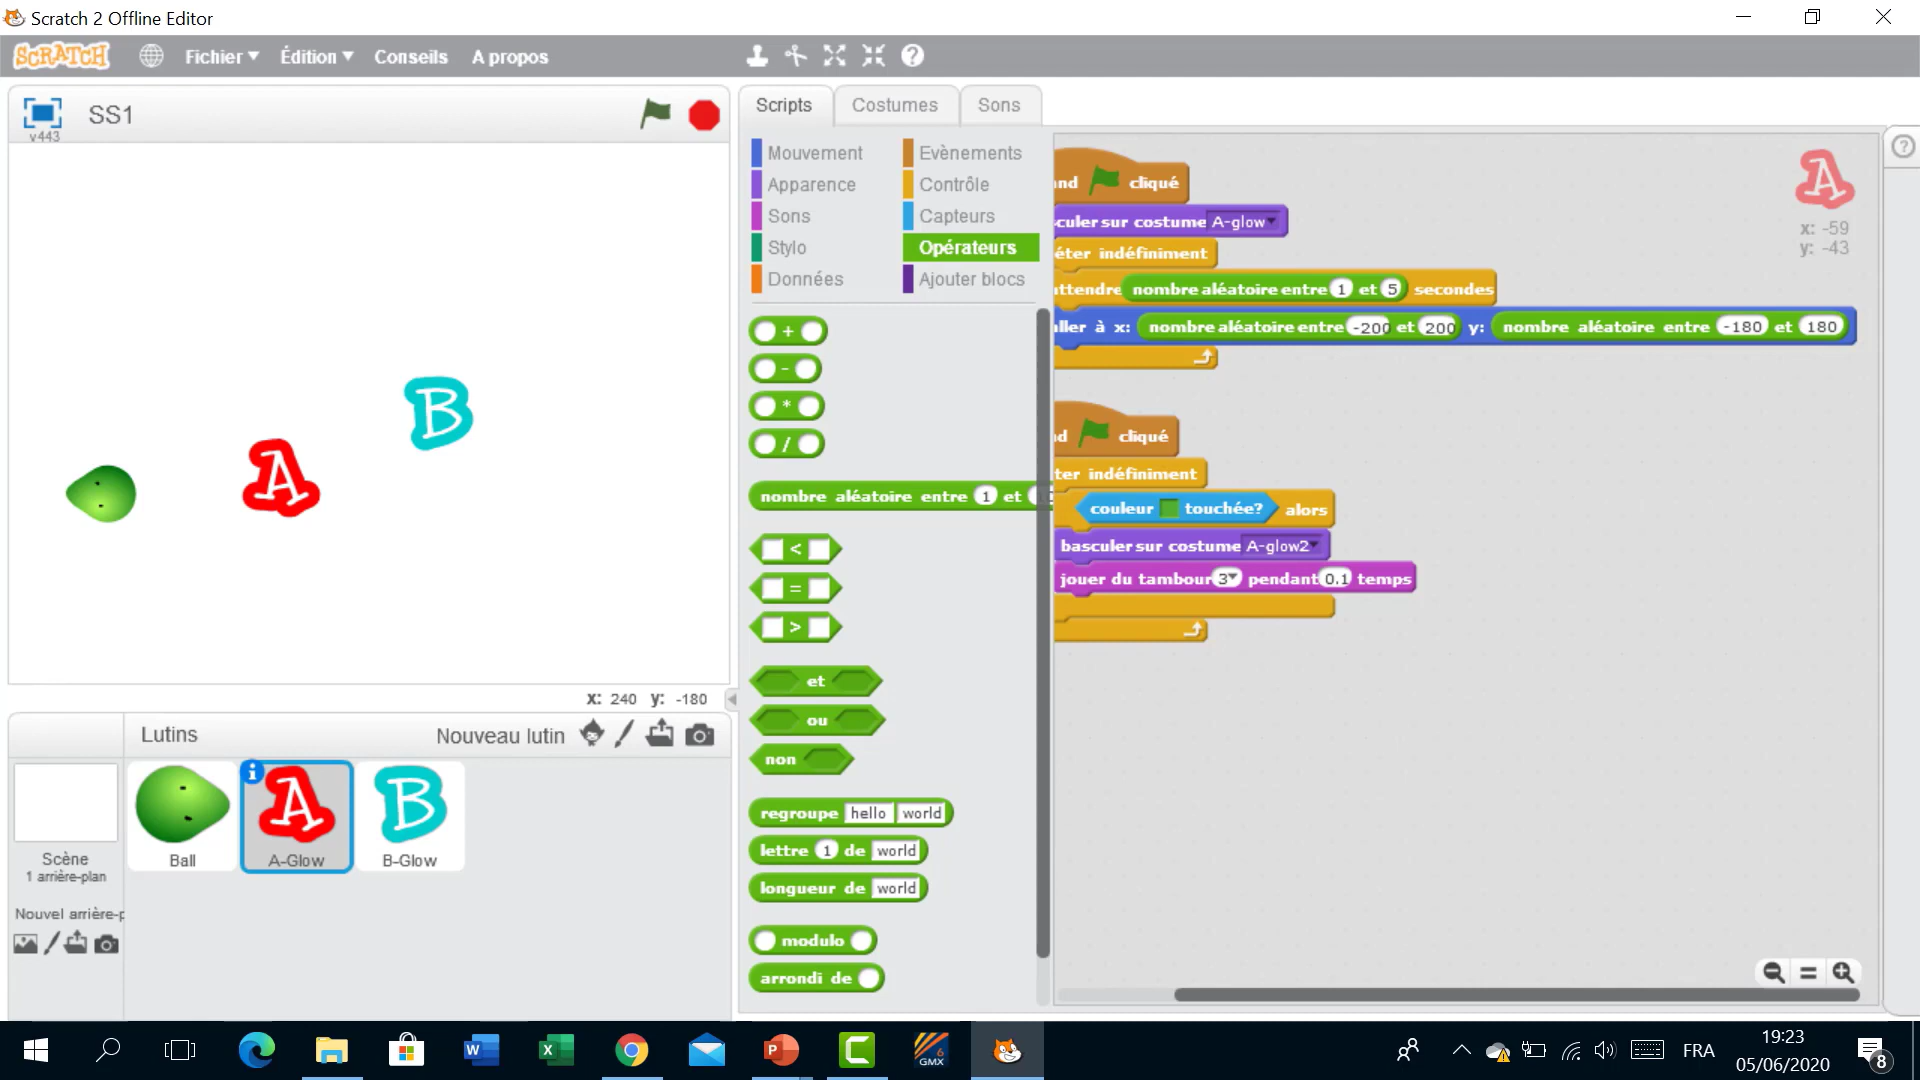 Scratch 2 Offline Editor
SCRATCH Fichier Édition Conseils A propos
v443 SS1
x: 240 y: -180
Lutins Nouveau lutin
Scène
1 arrière-plan
Nouvel arrière-p
Ball A-Glow B-Glow
Scripts Costumes Sons
Mouvement Evènements
Apparence Contrôle
Sons Capteurs
Stylo Opérateurs
Données Ajouter blocs
+
-
*
/
nombre aléatoire entre 1 et
<
=
>
et
ou
non
regroupe hello world
lettre 1 de world
longueur de world
modulo
arrondi de
nd cliqué
culer sur costume A-glow
éter indéfiniment
ttendre nombre aléatoire entre 1 et 5 secondes
ller à x: nombre aléatoire entre -200 et 200 y: nombre aléatoire entre -180 et 180
d cliqué
ter indéfiniment
couleur touchée? alors
basculer sur costume A-glow2
jouer du tambour 3 pendant 0.1 temps
A
x: -59
y: -43
A
B
A
B
FRA
19:23
05/06/2020
8
GMX
6